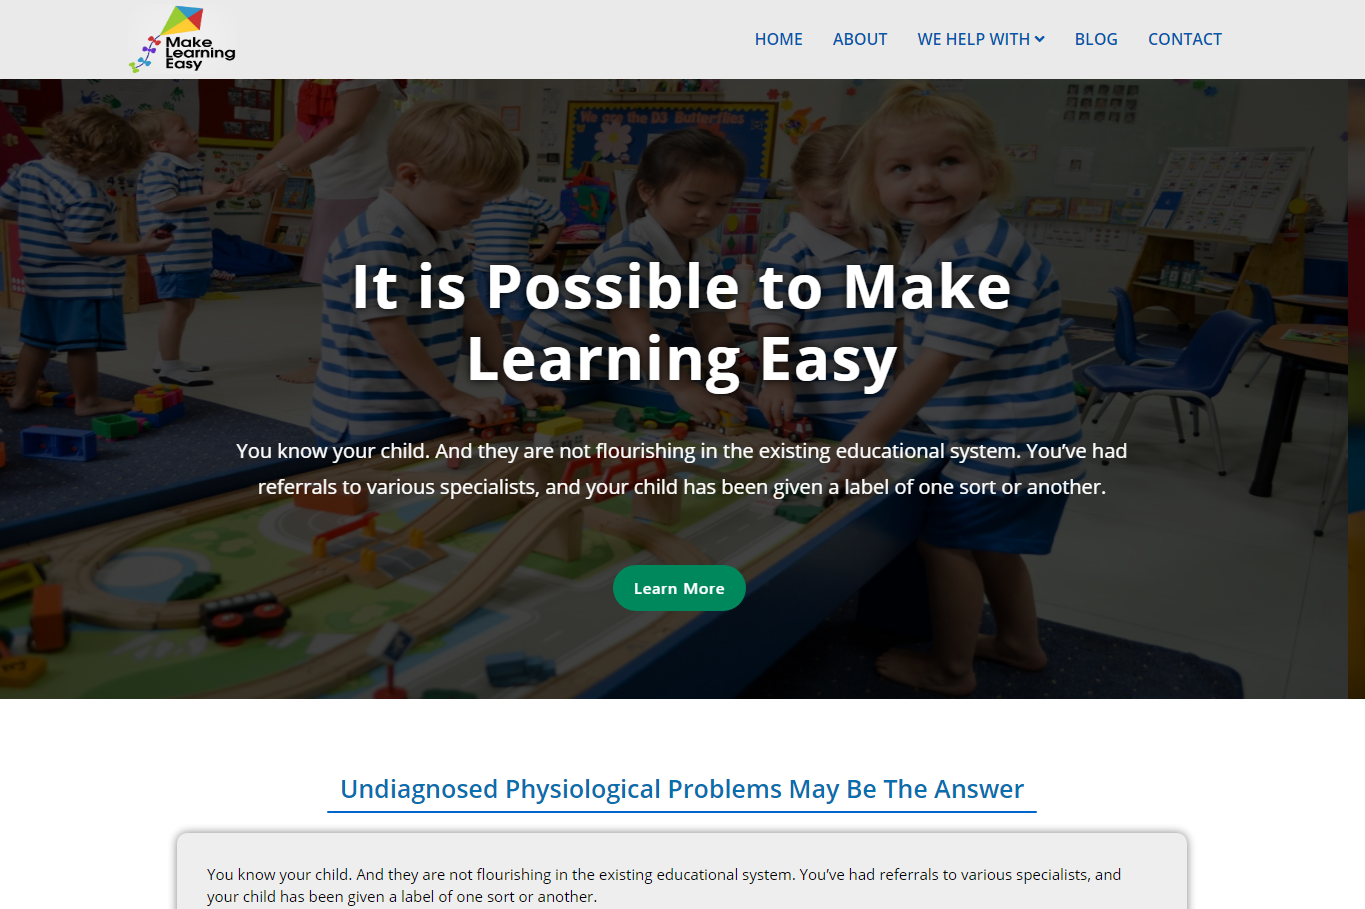 Make
Learning
Easy
HOME ABOUT WE HELP WITH BLOG CONTACT
We are the D3 Butterflies
It is Possible to Make
Learning Easy
You know your child. And they are not flourishing in the existing educational system. You’ve had
referrals to various specialists, and your child has been given a label of one sort or another.
Learn More
Undiagnosed Physiological Problems May Be The Answer
You know your child. And they are not flourishing in the existing educational system. You’ve had referrals to various specialists, and
your child has been given a label of one sort or another.